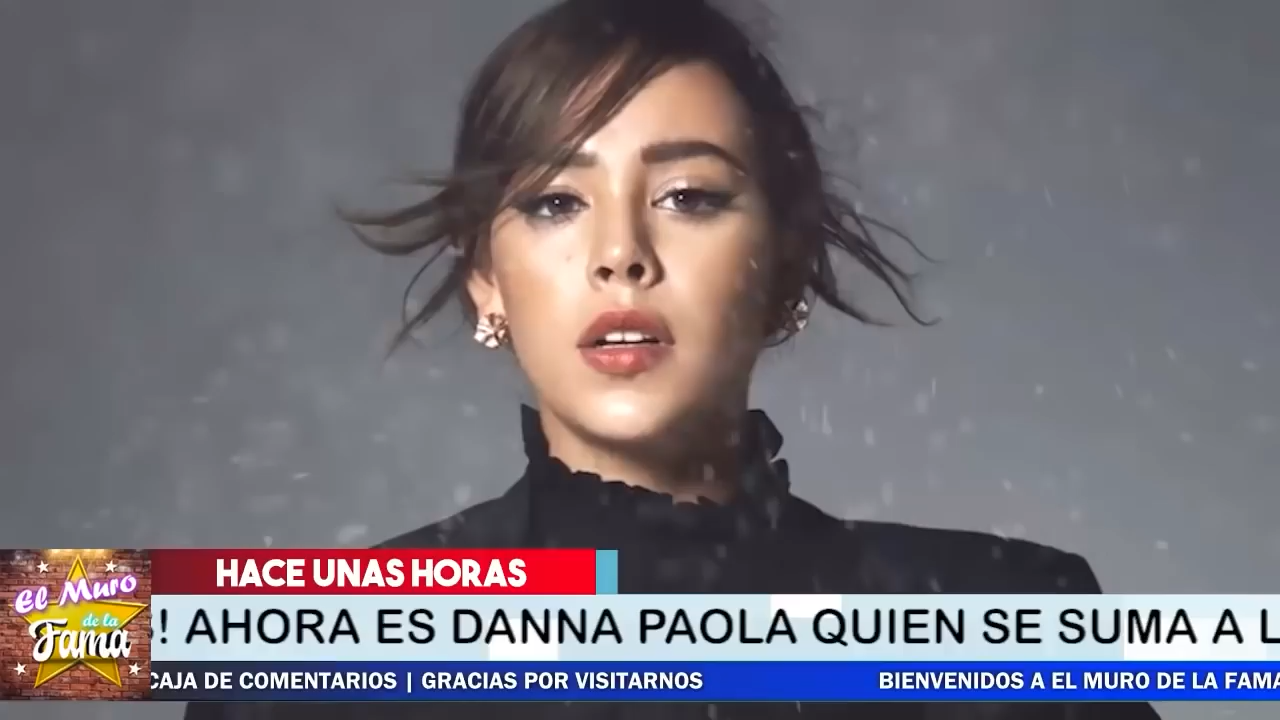 HACE UNAS HORAS
El Muro
de la
Fama
! AHORA ES DANNA PAOLA QUIEN SE SUMA A L
CAJA DE COMENTARIOS | GRACIAS POR VISITARNOS
BIENVENIDOS A EL MURO DE LA FAMA